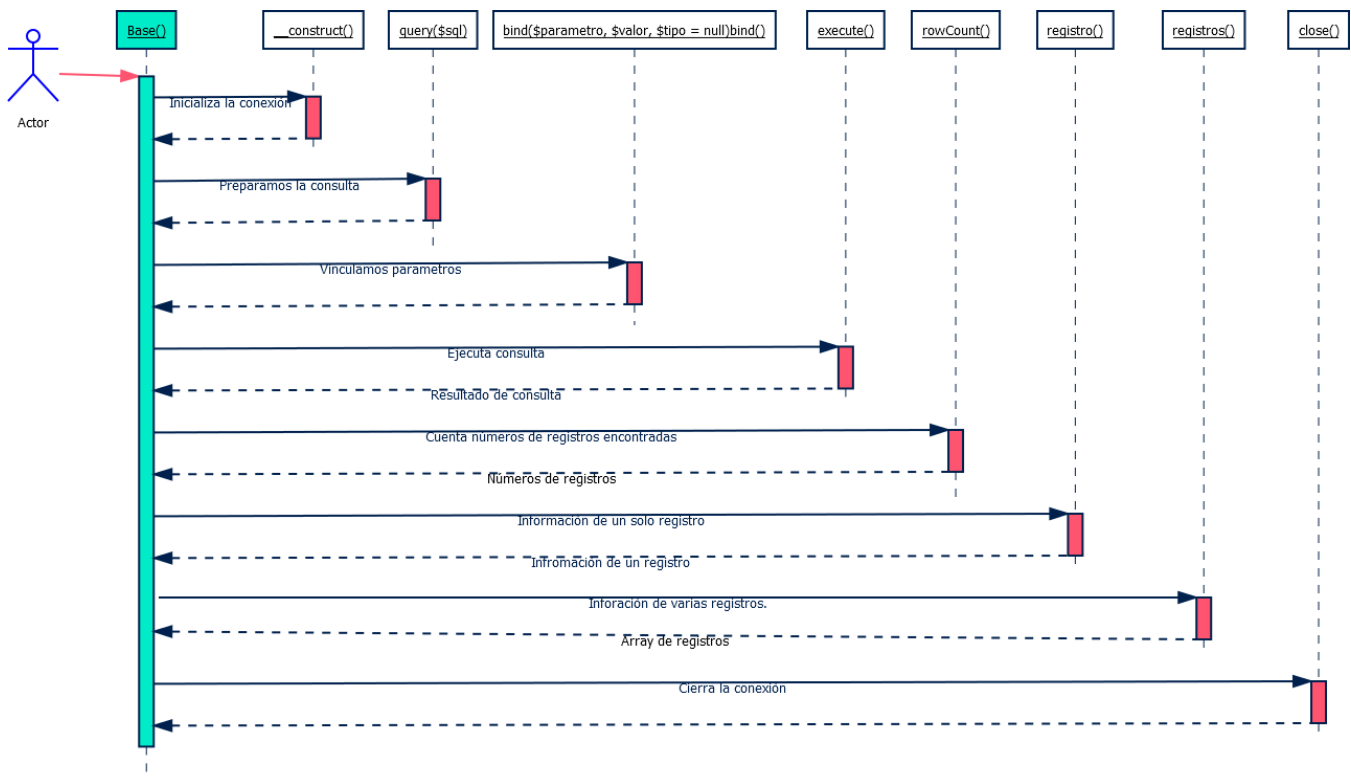 Base()
__construct()
query($sql)
bind($parametro, $valor, $tipo = null)bind()
execute()
rowCount()
registro()
registros()
close()
Actor
Inicializa la conexión
Preparamos la consulta
Vinculamos parametros
Ejecuta consulta
Resultado de consulta
Cuenta números de registros encontradas
Números de registros
Información de un solo registro
Infromación de un registro
Inforación de varias registros.
Array de registros
Cierra la conexión